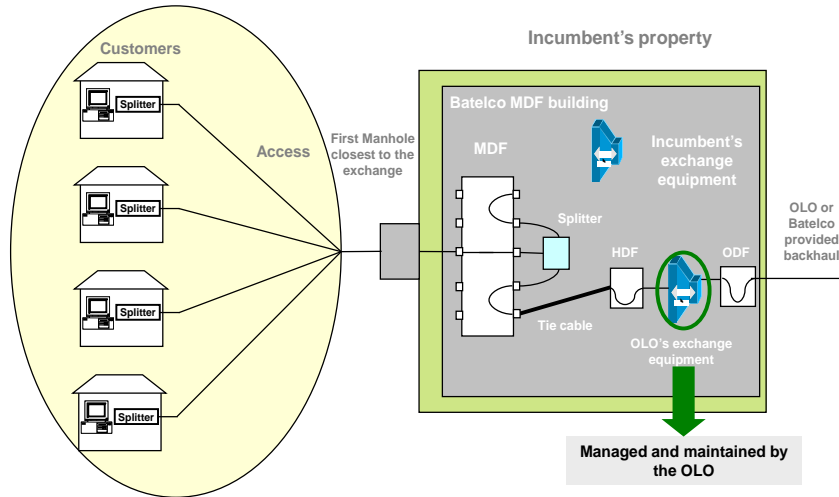 Customers
Splitter
Splitter
Splitter
Splitter
Access
First Manhole
closest to the
exchange
Incumbent's property
Batelco MDF building
MDF
Incumbent's
exchange
equipment
Splitter
HDF
ODF
Tie cable
OLO's exchange
equipment
OLO or
Batelco
provided
backhaul
Managed and maintained by
the OLO